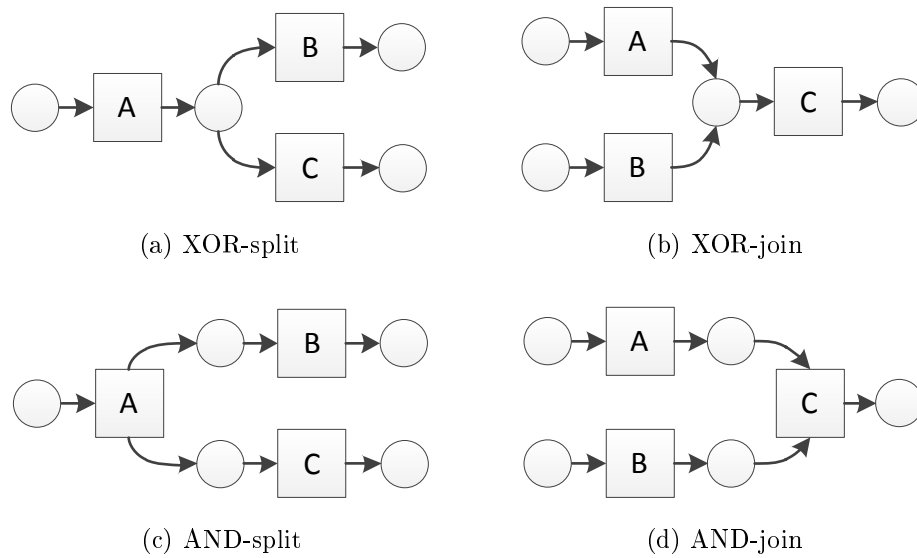 B
A
C
(a) XOR-split
A
B
C
(b) XOR-join
B
A
C
(c) AND-split
A
C
B
(d) AND-join